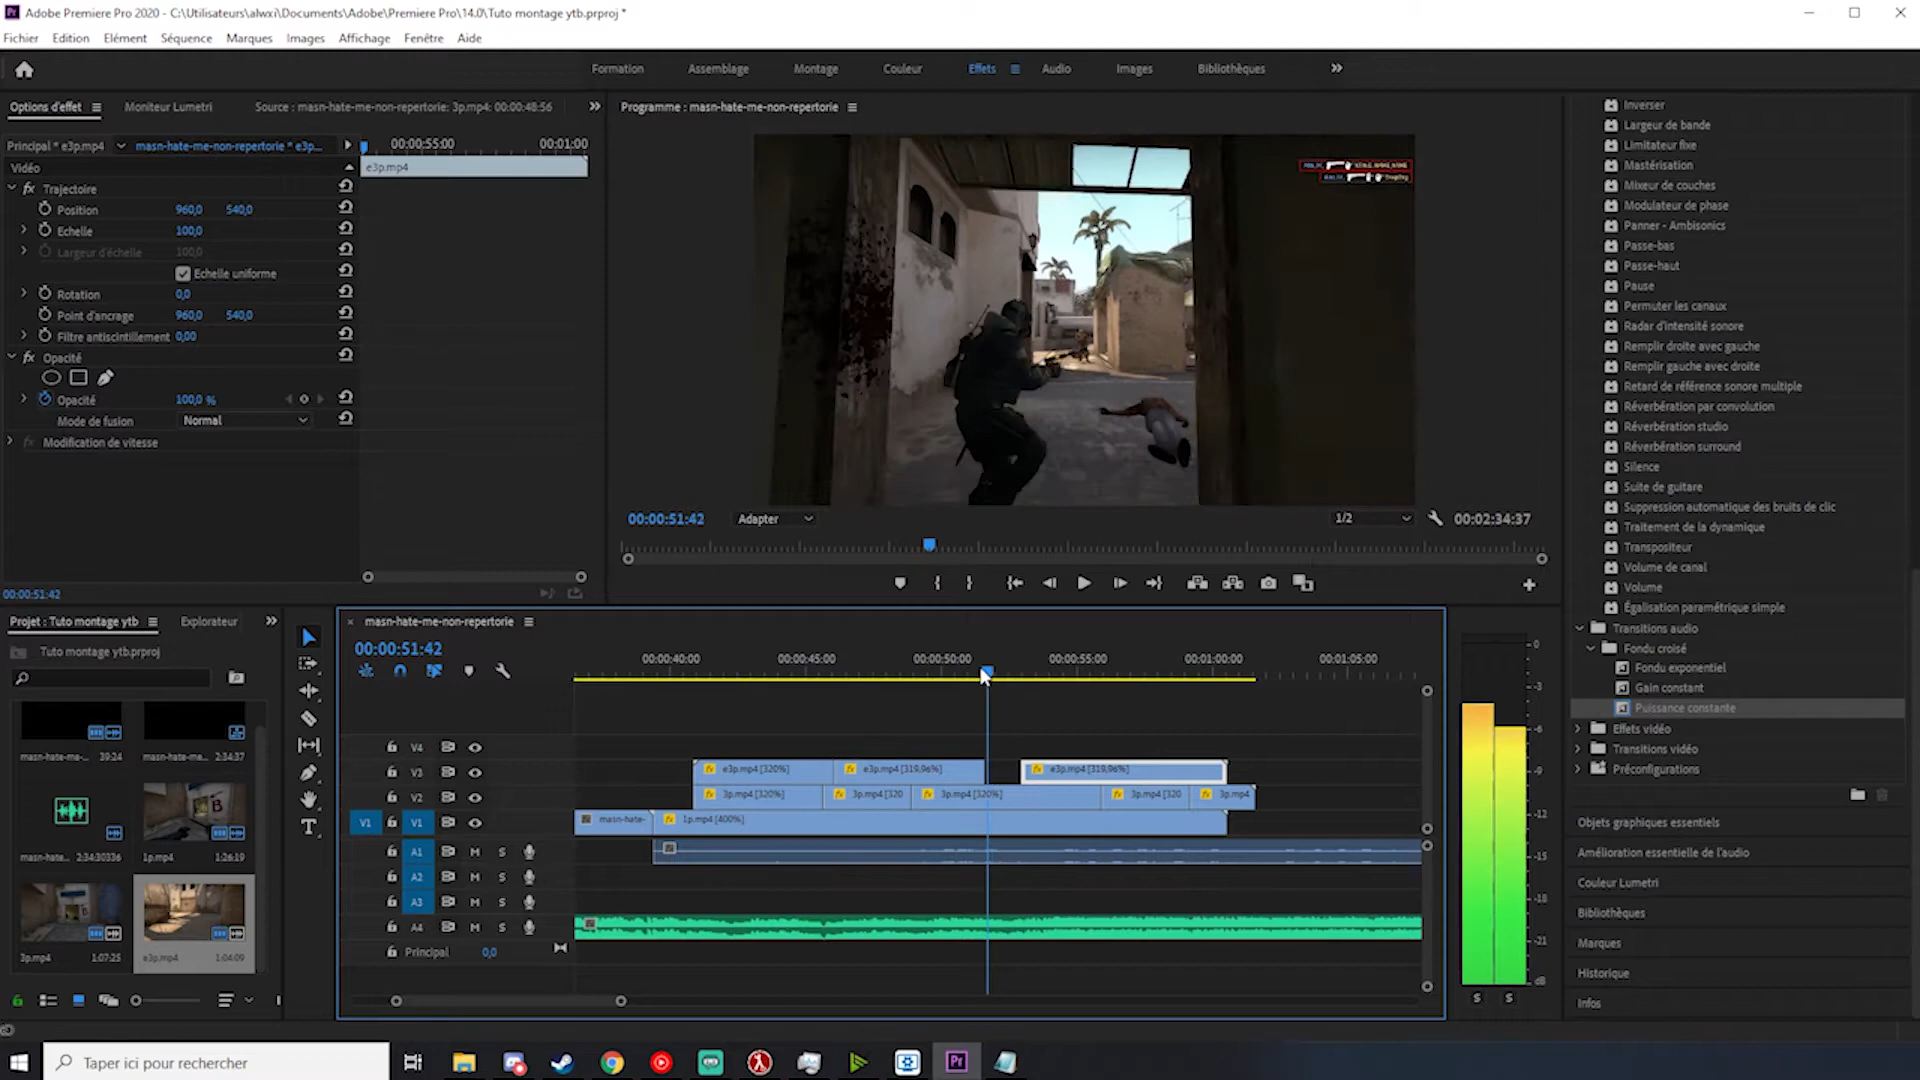 Adobe Premiere Pro 2020 - C:\Utilisateurs\alwxi\Documents\Adobe\Premiere Pro\14.0\Tuto montage ytb.prproj *
Fichier Edition Elément Séquence Marques Images Affichage Fenêtre Aide
Formation Assemblage Montage Couleur Effets Audio Images Bibliothèques
Options d'effet Moniteur Lumetri Source : masn-hate-me-non-repertorie: 3p.mp4: 00:00:48:56
Programme : masn-hate-me-non-repertorie
Principal * e3p.mp4 masn-hate-me-non-repertorie * e3p...
00:00:55:00 00:01:00
Vidéo
e3p.mp4
Trajectoire
Position 960,0 540,0
Echelle 100,0
Largeur d'échelle 100,0
Echelle uniforme
Rotation 0,0
Point d'ancrage 960,0 540,0
Filtre antiscintillement 0,00
Opacité
Opacité 100,0 %
Mode de fusion Normal
Modification de vitesse
00:00:51:42
00:00:51:42 Adapter 1/2 00:02:34:37
Inverser
Largeur de bande
Limitateur fixe
Mastérisation
Mixeur de couches
Modulateur de phase
Panner - Ambisonics
Passe-bas
Passe-haut
Pause
Permuter les canaux
Radar d'intensité sonore
Remplir droite avec gauche
Remplir gauche avec droite
Retard de référence sonore multiple
Réverbération par convolution
Réverbération studio
Réverbération surround
Silence
Suite de guitare
Suppression automatique des bruits de clic
Traitement de la dynamique
Transpositeur
Volume de canal
Volume
Égalisation paramétrique simple
Transitions audio
Fondu croisé
Fondu exponentiel
Gain constant
Puissance constante
Effets vidéo
Transitions vidéo
Préconfigurations
Objets graphiques essentiels
Amélioration essentielle de l'audio
Couleur Lumetri
Bibliothèques
Marques
Historique
Infos
Projet : Tuto montage ytb Explorateur
Tuto montage ytb.prproj
masn-hate-me-... 39:24
masn-hate-me... 2:34:37
masn-hate... 2:34:30336
1p.mp4 1:26:19
3p.mp4 1:07:25
e3p.mp4 1:04:09
masn-hate-me-non-repertorie
00:00:51:42
00:00:40:00 00:00:45:00 00:00:50:00 00:00:55:00 00:01:00:00 00:01:05:00
V4
V3 e3p.mp4 [320%] e3p.mp4 [319,96%] e3p.mp4 [319,96%]
V2 3p.mp4 [320%] 3p.mp4 [320 3p.mp4 [320%] 3p.mp4 [320 3p.mp4
V1 V1 masn-hate- 1p.mp4 [400%]
A1 M S
A2 M S
A3 M S
A4 M S
Principal 0,0
0
-3
-6
-9
-12
-15
-18
-21
dB
S S
Taper ici pour rechercher
Pr